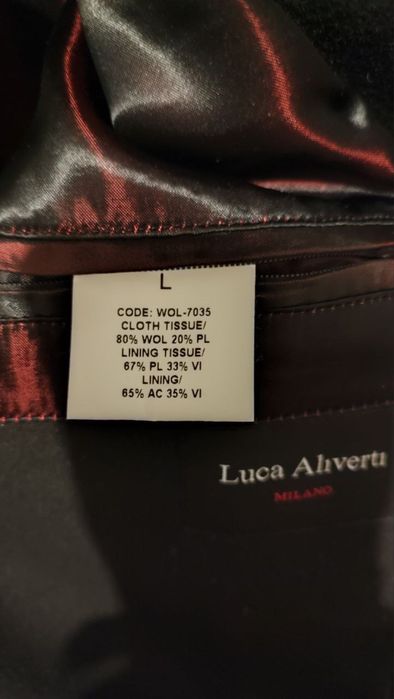 L
CODE: WOL-7035
CLOTH TISSUE/
80% WOL 20% PL
LINING TISSUE/
67% PL 33% VI
LINING/
65% AC 35% VI
Luca Aliverti
MILANO